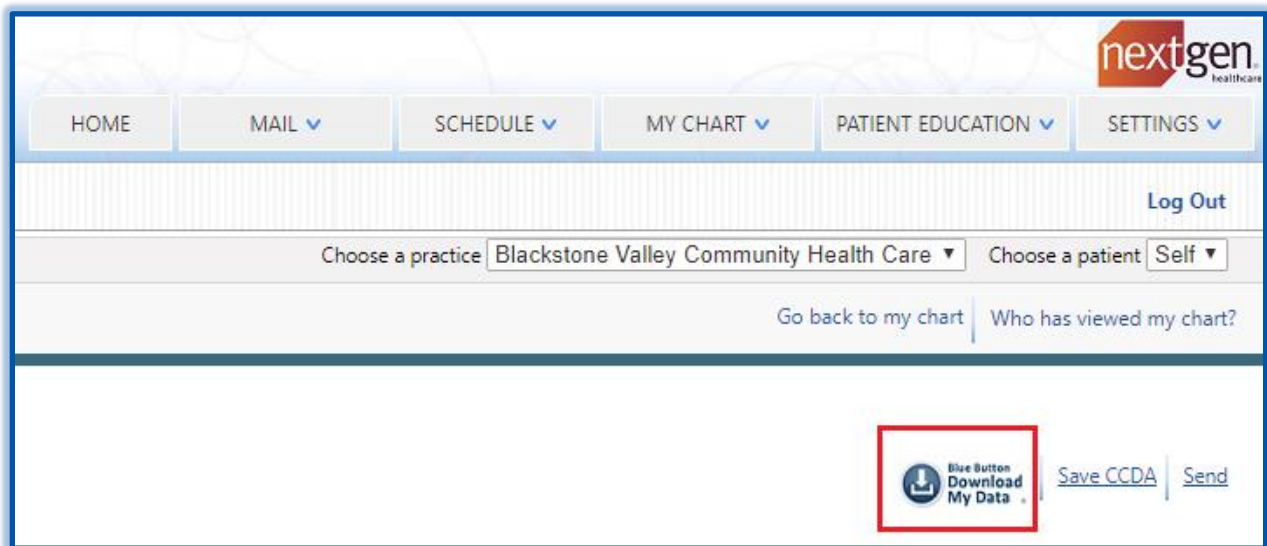 nextgen
healthcare
HOME MAIL SCHEDULE MY CHART PATIENT EDUCATION SETTINGS
Log Out
Choose a practice Blackstone Valley Community Health Care Choose a patient Self
Go back to my chart Who has viewed my chart?
Blue Button
Download
My Data
Save CCDA Send